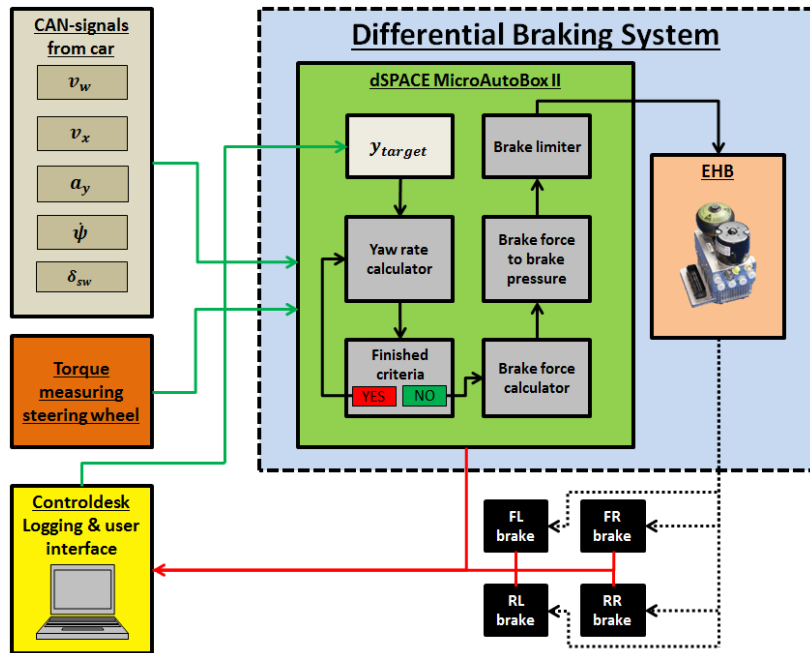 CAN-signals
from car
v_w
v_x
a_y
ψ̇
δ_sw
Torque
measuring
steering wheel
Controldesk
Logging & user
interface
Differential Braking System
dSPACE MicroAutoBox II
y_target
Yaw rate
calculator
Finished
criteria
YES
NO
Brake limiter
Brake force
to brake
pressure
Brake force
calculator
EHB
FL
brake
FR
brake
RL
brake
RR
brake